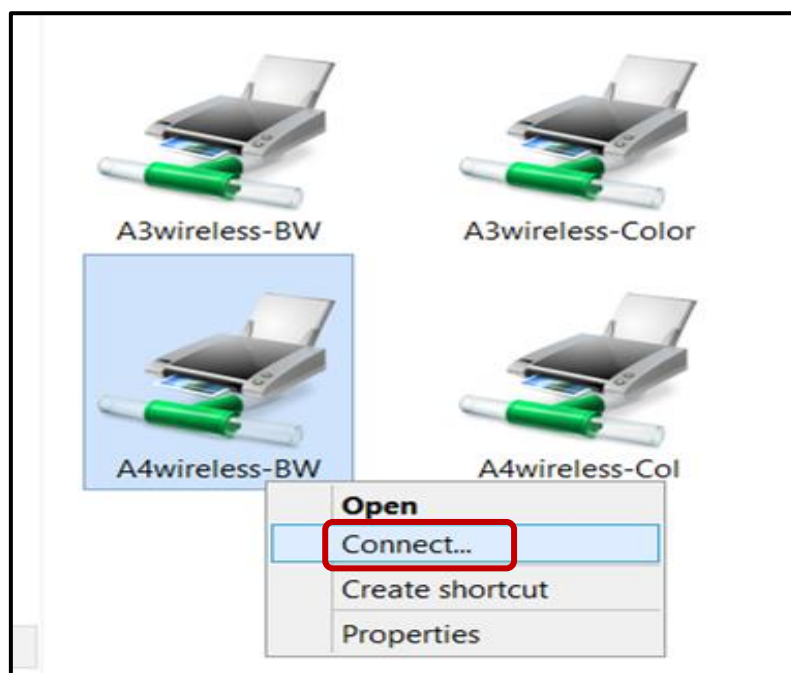 A3wireless-BW
A3wireless-Color
A4wireless-BW
A4wireless-Col
Open
Connect...
Create shortcut
Properties